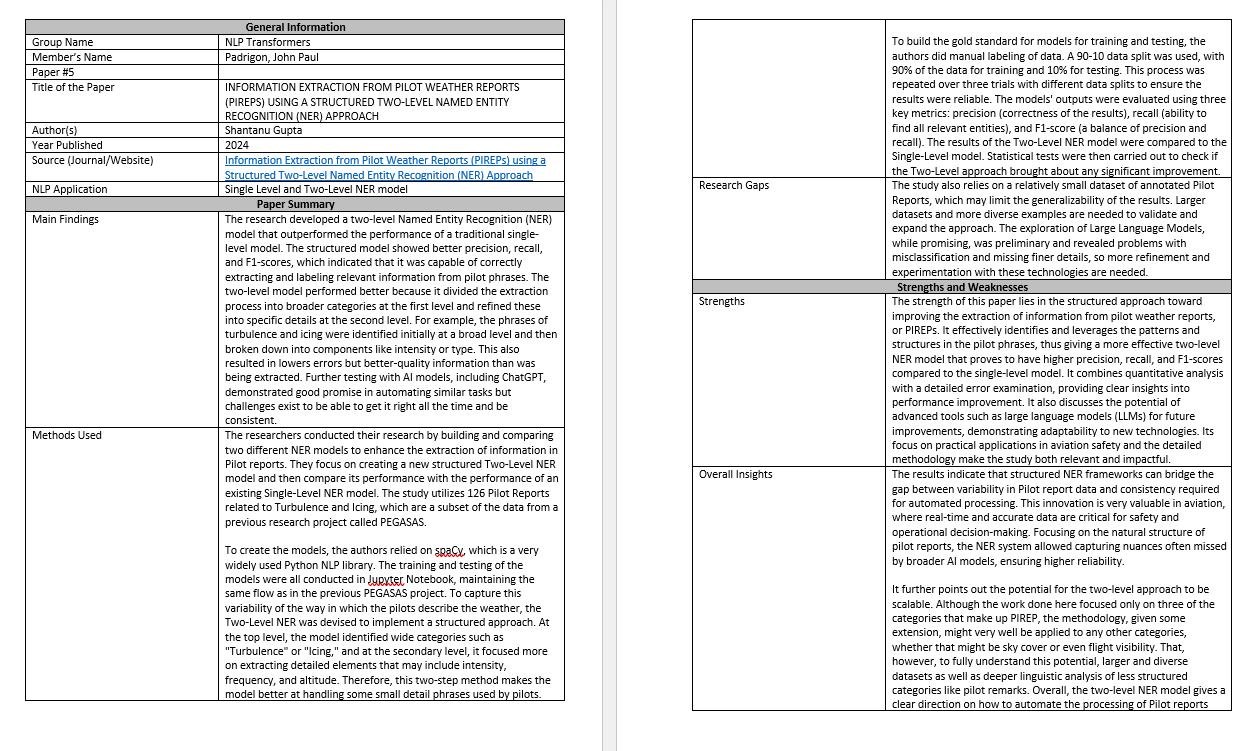 General Information
Group Name NLP Transformers
Member's Name Padrigon, John Paul
Paper #5
Title of the Paper INFORMATION EXTRACTION FROM PILOT WEATHER REPORTS
(PIREPS) USING A STRUCTURED TWO-LEVEL NAMED ENTITY
RECOGNITION (NER) APPROACH
Author(s) Shantanu Gupta
Year Published 2024
Source (Journal/Website) Information Extraction from Pilot Weather Reports (PIREPs) using a
Structured Two-Level Named Entity Recognition (NER) Approach
NLP Application Single Level and Two-Level NER model
Paper Summary
Main Findings The research developed a two-level Named Entity Recognition (NER)
model that outperformed the performance of a traditional single-
level model. The structured model showed better precision, recall,
and F1-scores, which indicated that it was capable of correctly
extracting and labeling relevant information from pilot phrases. The
two-level model performed better because it divided the extraction
process into broader categories at the first level and refined these
into specific details at the second level. For example, the phrases of
turbulence and icing were identified initially at a broad level and then
broken down into components like intensity or type. This also
resulted in lowers errors but better-quality information than was
being extracted. Further testing with AI models, including ChatGPT,
demonstrated good promise in automating similar tasks but
challenges exist to be able to get it right all the time and be
consistent.
Methods Used The researchers conducted their research by building and comparing
two different NER models to enhance the extraction of information in
Pilot reports. They focus on creating a new structured Two-Level NER
model and then compare its performance with the performance of an
existing Single-Level NER model. The study utilizes 126 Pilot Reports
related to Turbulence and Icing, which are a subset of the data from a
previous research project called PEGASAS.
To create the models, the authors relied on spaCy, which is a very
widely used Python NLP library. The training and testing of the
models were all conducted in Jupyter Notebook, maintaining the
same flow as in the previous PEGASAS project. To capture this
variability of the way in which the pilots describe the weather, the
Two-Level NER was devised to implement a structured approach. At
the top level, the model identified wide categories such as
"Turbulence" or "Icing," and at the secondary level, it focused more
on extracting detailed elements that may include intensity,
frequency, and altitude. Therefore, this two-step method makes the
model better at handling some small detail phrases used by pilots.
To build the gold standard for models for training and testing, the
authors did manual labeling of data. A 90-10 data split was used, with
90% of the data for training and 10% for testing. This process was
repeated over three trials with different data splits to ensure the
results were reliable. The models' outputs were evaluated using three
key metrics: precision (correctness of the results), recall (ability to
find all relevant entities), and F1-score (a balance of precision and
recall). The results of the Two-Level NER model were compared to the
Single-Level model. Statistical tests were then carried out to check if
the Two-Level approach brought about any significant improvement.
Research Gaps The study also relies on a relatively small dataset of annotated Pilot
Reports, which may limit the generalizability of the results. Larger
datasets and more diverse examples are needed to validate and
expand the approach. The exploration of Large Language Models,
while promising, was preliminary and revealed problems with
misclassification and missing finer details, so more refinement and
experimentation with these technologies are needed.
Strengths and Weaknesses
Strengths The strength of this paper lies in the structured approach toward
improving the extraction of information from pilot weather reports,
or PIREPs. It effectively identifies and leverages the patterns and
structures in the pilot phrases, thus giving a more effective two-level
NER model that proves to have higher precision, recall, and F1-scores
compared to the single-level model. It combines quantitative analysis
with a detailed error examination, providing clear insights into
performance improvement. It also discusses the potential of
advanced tools such as large language models (LLMs) for future
improvements, demonstrating adaptability to new technologies. Its
focus on practical applications in aviation safety and the detailed
methodology make the study both relevant and impactful.
Overall Insights The results indicate that structured NER frameworks can bridge the
gap between variability in Pilot report data and consistency required
for automated processing. This innovation is very valuable in aviation,
where real-time and accurate data are critical for safety and
operational decision-making. Focusing on the natural structure of
pilot reports, the NER system allowed capturing nuances often missed
by broader AI models, ensuring higher reliability.
It further points out the potential for the two-level approach to be
scalable. Although the work done here focused only on three of the
categories that make up PIREP, the methodology, given some
extension, might very well be applied to any other categories,
whether that might be sky cover or even flight visibility. That,
however, to fully understand this potential, larger and diverse
datasets as well as deeper linguistic analysis of less structured
categories like pilot remarks. Overall, the two-level NER model gives a
clear direction on how to automate the processing of Pilot reports